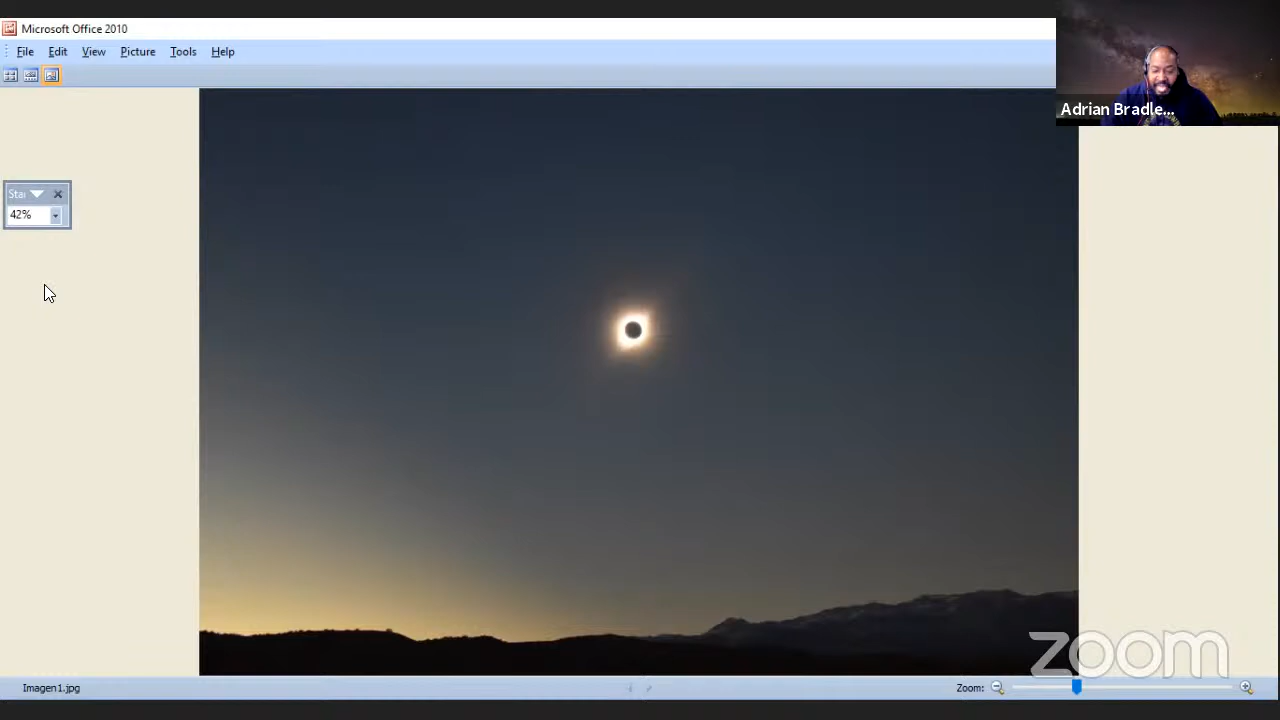 Microsoft Office 2010
File Edit View Picture Tools Help
Adrian Bradle...
42%
zoom
Imagen1.jpg
Zoom: